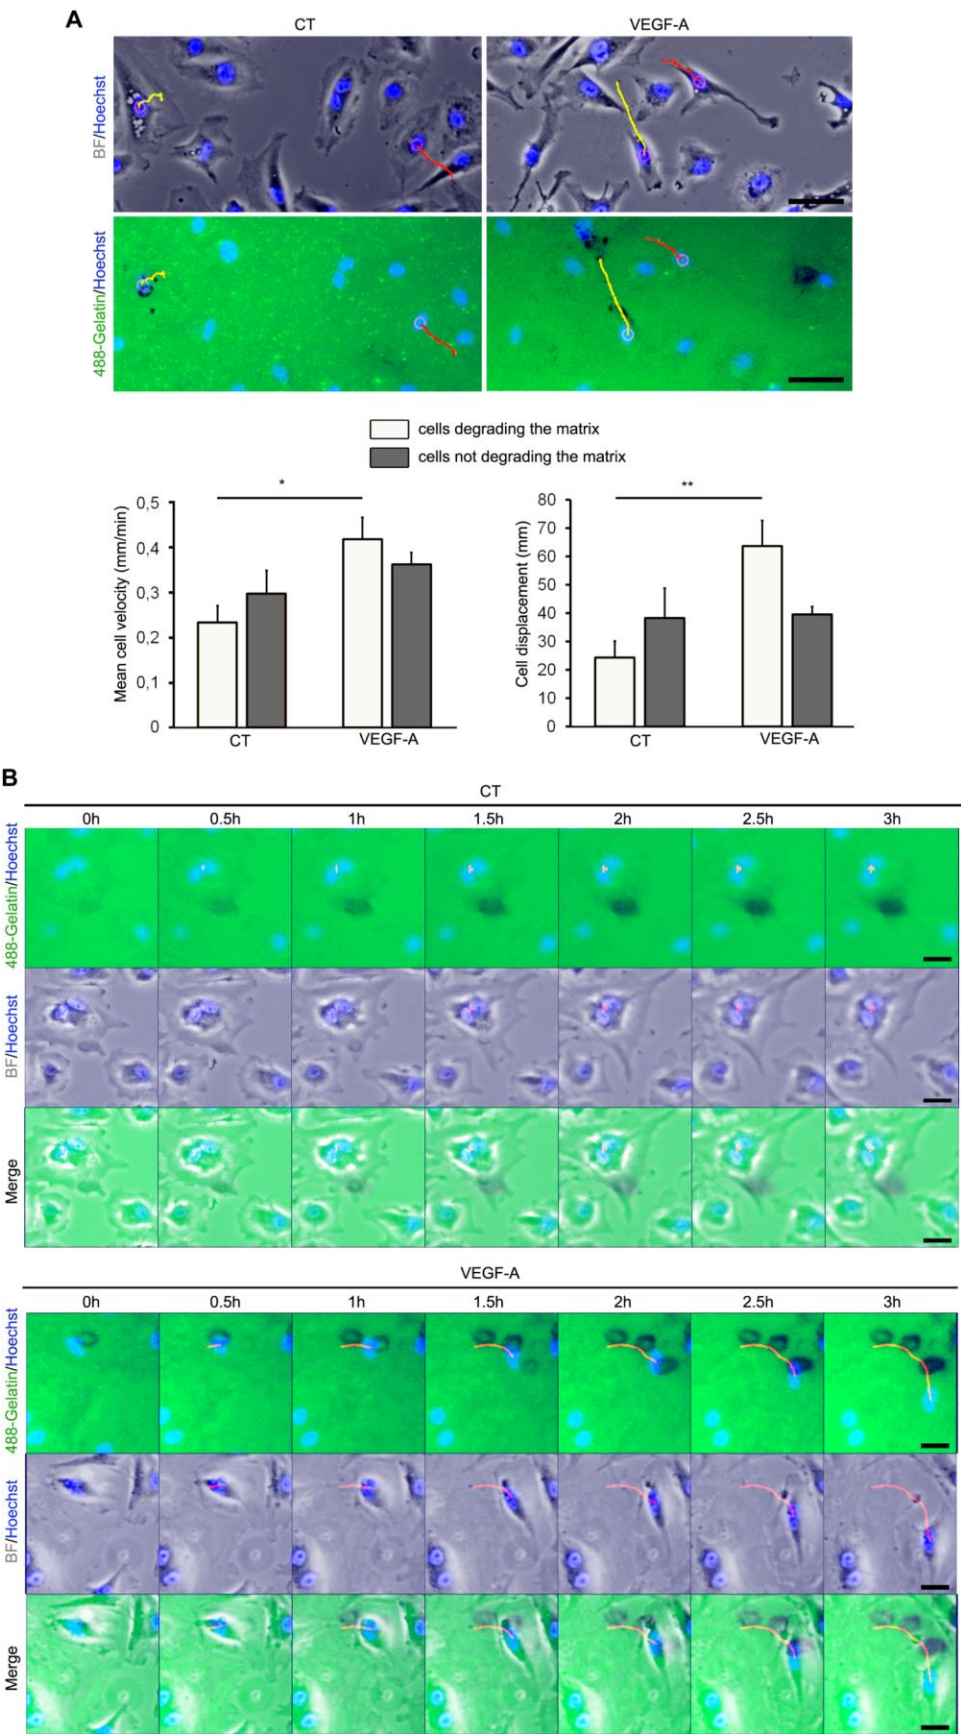 A
CT VEGF-A
BF/Hoechst
488-Gelatin/Hoechst
cells degrading the matrix
cells not degrading the matrix
Mean cell velocity (mm/min)
0,5
0,4
0,3
0,2
0,1
0
*
CT VEGF-A
Cell displacement (mm)
80
70
60
50
40
30
20
10
0
**
CT VEGF-A
B
CT
0h 0.5h 1h 1.5h 2h 2.5h 3h
488-Gelatin/Hoechst
BF/Hoechst
Merge
VEGF-A
0h 0.5h 1h 1.5h 2h 2.5h 3h
488-Gelatin/Hoechst
BF/Hoechst
Merge